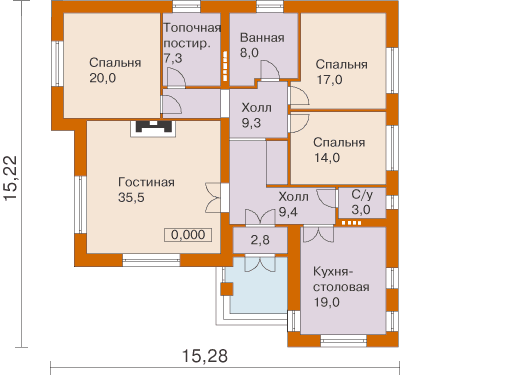 Спальня
20,0
Топочная
постир.
7,3
Ванная
8,0
Спальня
17,0
Холл
9,3
Спальня
14,0
Гостиная
35,5
0,000
Холл
9,4
С/у
3,0
2,8
Кухня-
столовая
19,0
15,22
15,28